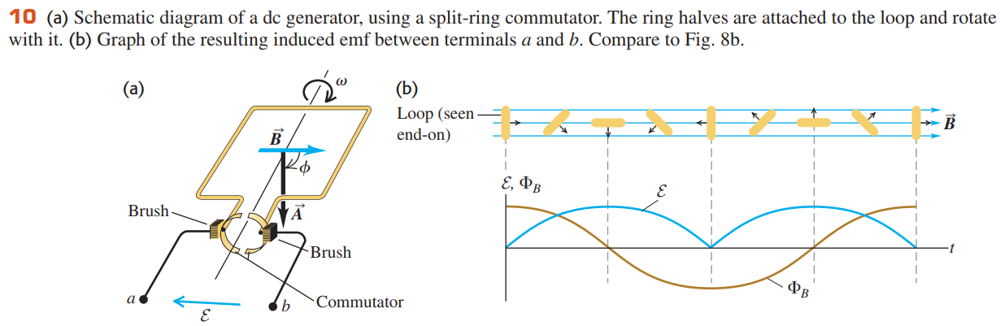 10 (a) Schematic diagram of a dc generator, using a split-ring commutator. The ring halves are attached to the loop and rotate
with it. (b) Graph of the resulting induced emf between terminals a and b. Compare to Fig. 8b.
(a)
ω
B⃗
ϕ
A⃗
Brush
Brush
Commutator
a
b
ℰ
(b)
Loop (seen
end-on)
B⃗
ℰ, Φ_B
ℰ
t
Φ_B